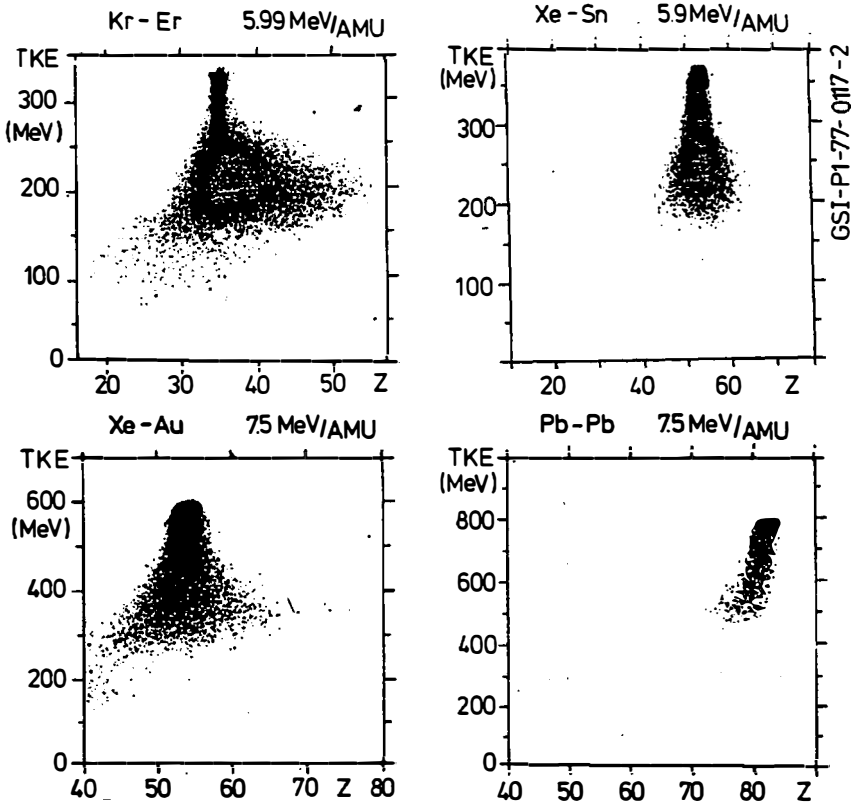 Kr-Er 5.99 MeV/AMU
TKE
300
(MeV)
200
100
0
20 30 40 50 Z
Xe-Sn 5.9 MeV/AMU
TKE
(MeV)
300
200
100
20 40 60 Z
GSI-P1-77-0117-2
Xe-Au 7.5 MeV/AMU
TKE
600
(MeV)
400
200
0
40 50 60 70 Z 80
Pb-Pb 7.5 MeV/AMU
TKE
(MeV)
800
600
400
200
0
40 50 60 70 80 Z